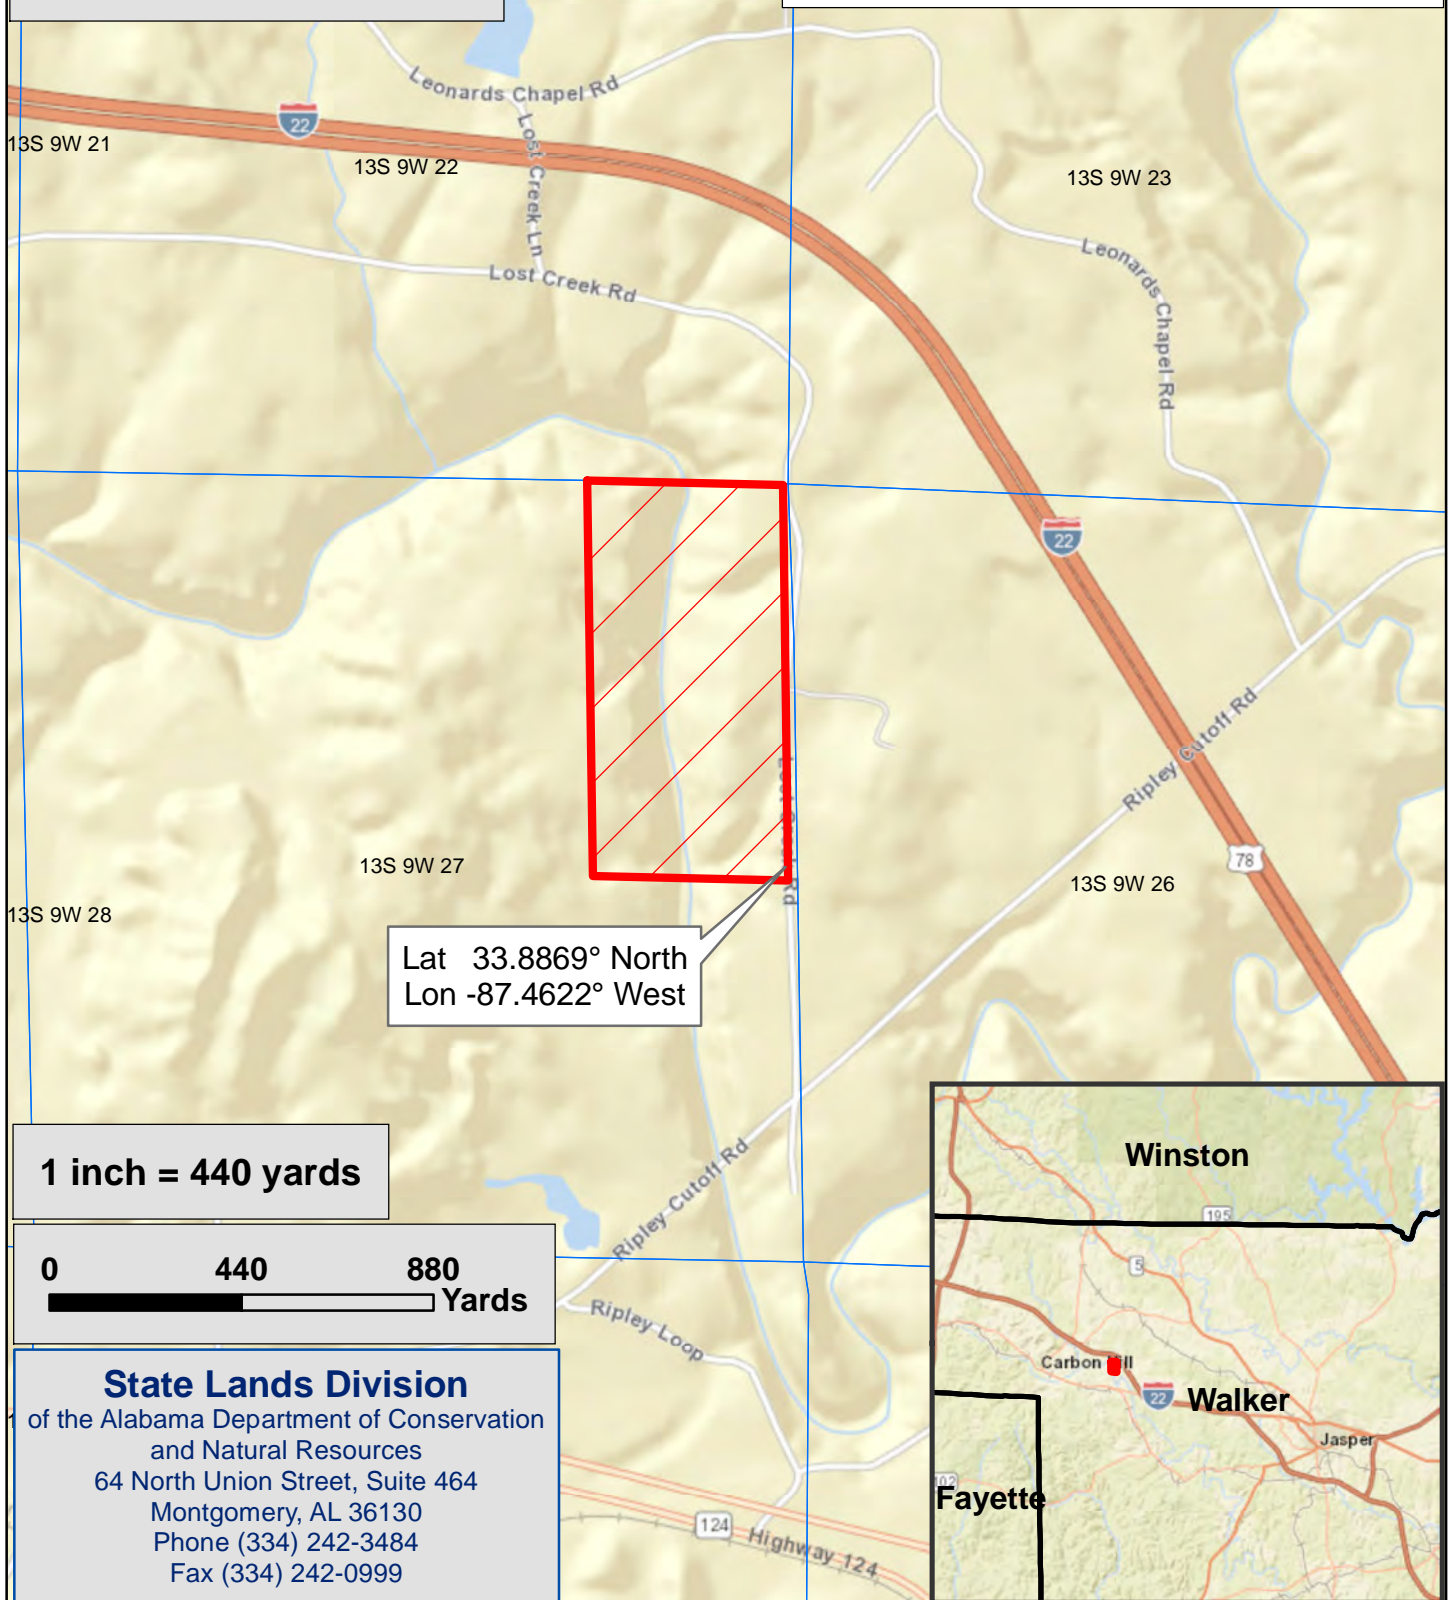 Leonards Chapel Rd
22
13S 9W 21
13S 9W 22
Lost Creek Ln
13S 9W 23
Leonards Chapel Rd
Lost Creek Rd
22
Ripley Cutoff Rd
Lost Creek Rd
78
13S 9W 27
13S 9W 26
13S 9W 28
Lat 33.8869° North
Lon -87.4622° West
1 inch = 440 yards
Ripley Cutoff Rd
0 440 880
Yards
Ripley Loop
State Lands Division
of the Alabama Department of Conservation
and Natural Resources
64 North Union Street, Suite 464
Montgomery, AL 36130
Phone (334) 242-3484
Fax (334) 242-0999
124
Highway 124
Winston
195
5
Carbon Hill
22
Walker
Jasper
102
Fayette